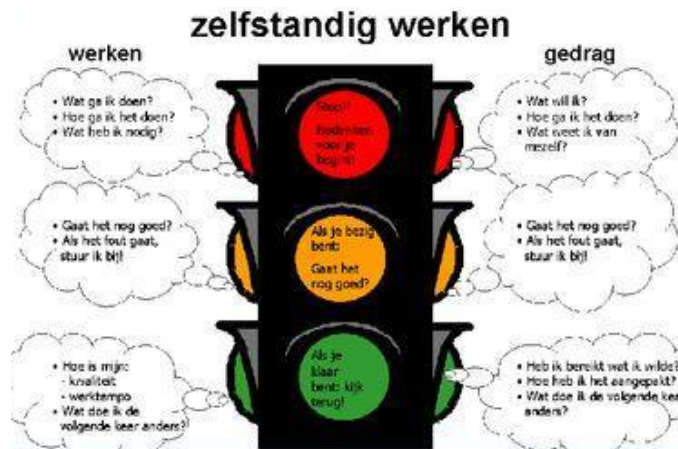 zelfstandig werken
werken
gedrag
• Wat ga ik doen?
• Hoe ga ik het doen?
• Wat heb ik nodig?
Stop!
Bedenken
voor je
begint!
• Wat wil ik?
• Hoe ga ik het doen?
• Wat weet ik van
mezelf?
• Gaat het nog goed?
• Als het fout gaat,
stuur ik bij!
Als je bezig
bent:
Gaat het
nog goed?
• Gaat het nog goed?
• Als het fout gaat,
stuur ik bij!
• Hoe is mijn:
- kwaliteit
- werktempo
• Wat doe ik de
volgende keer anders?
Als je
klaar
bent: kijk
terug!
• Heb ik bereikt wat ik wilde?
• Hoe heb ik het aangepakt?
• Wat doe ik de volgende keer
anders?